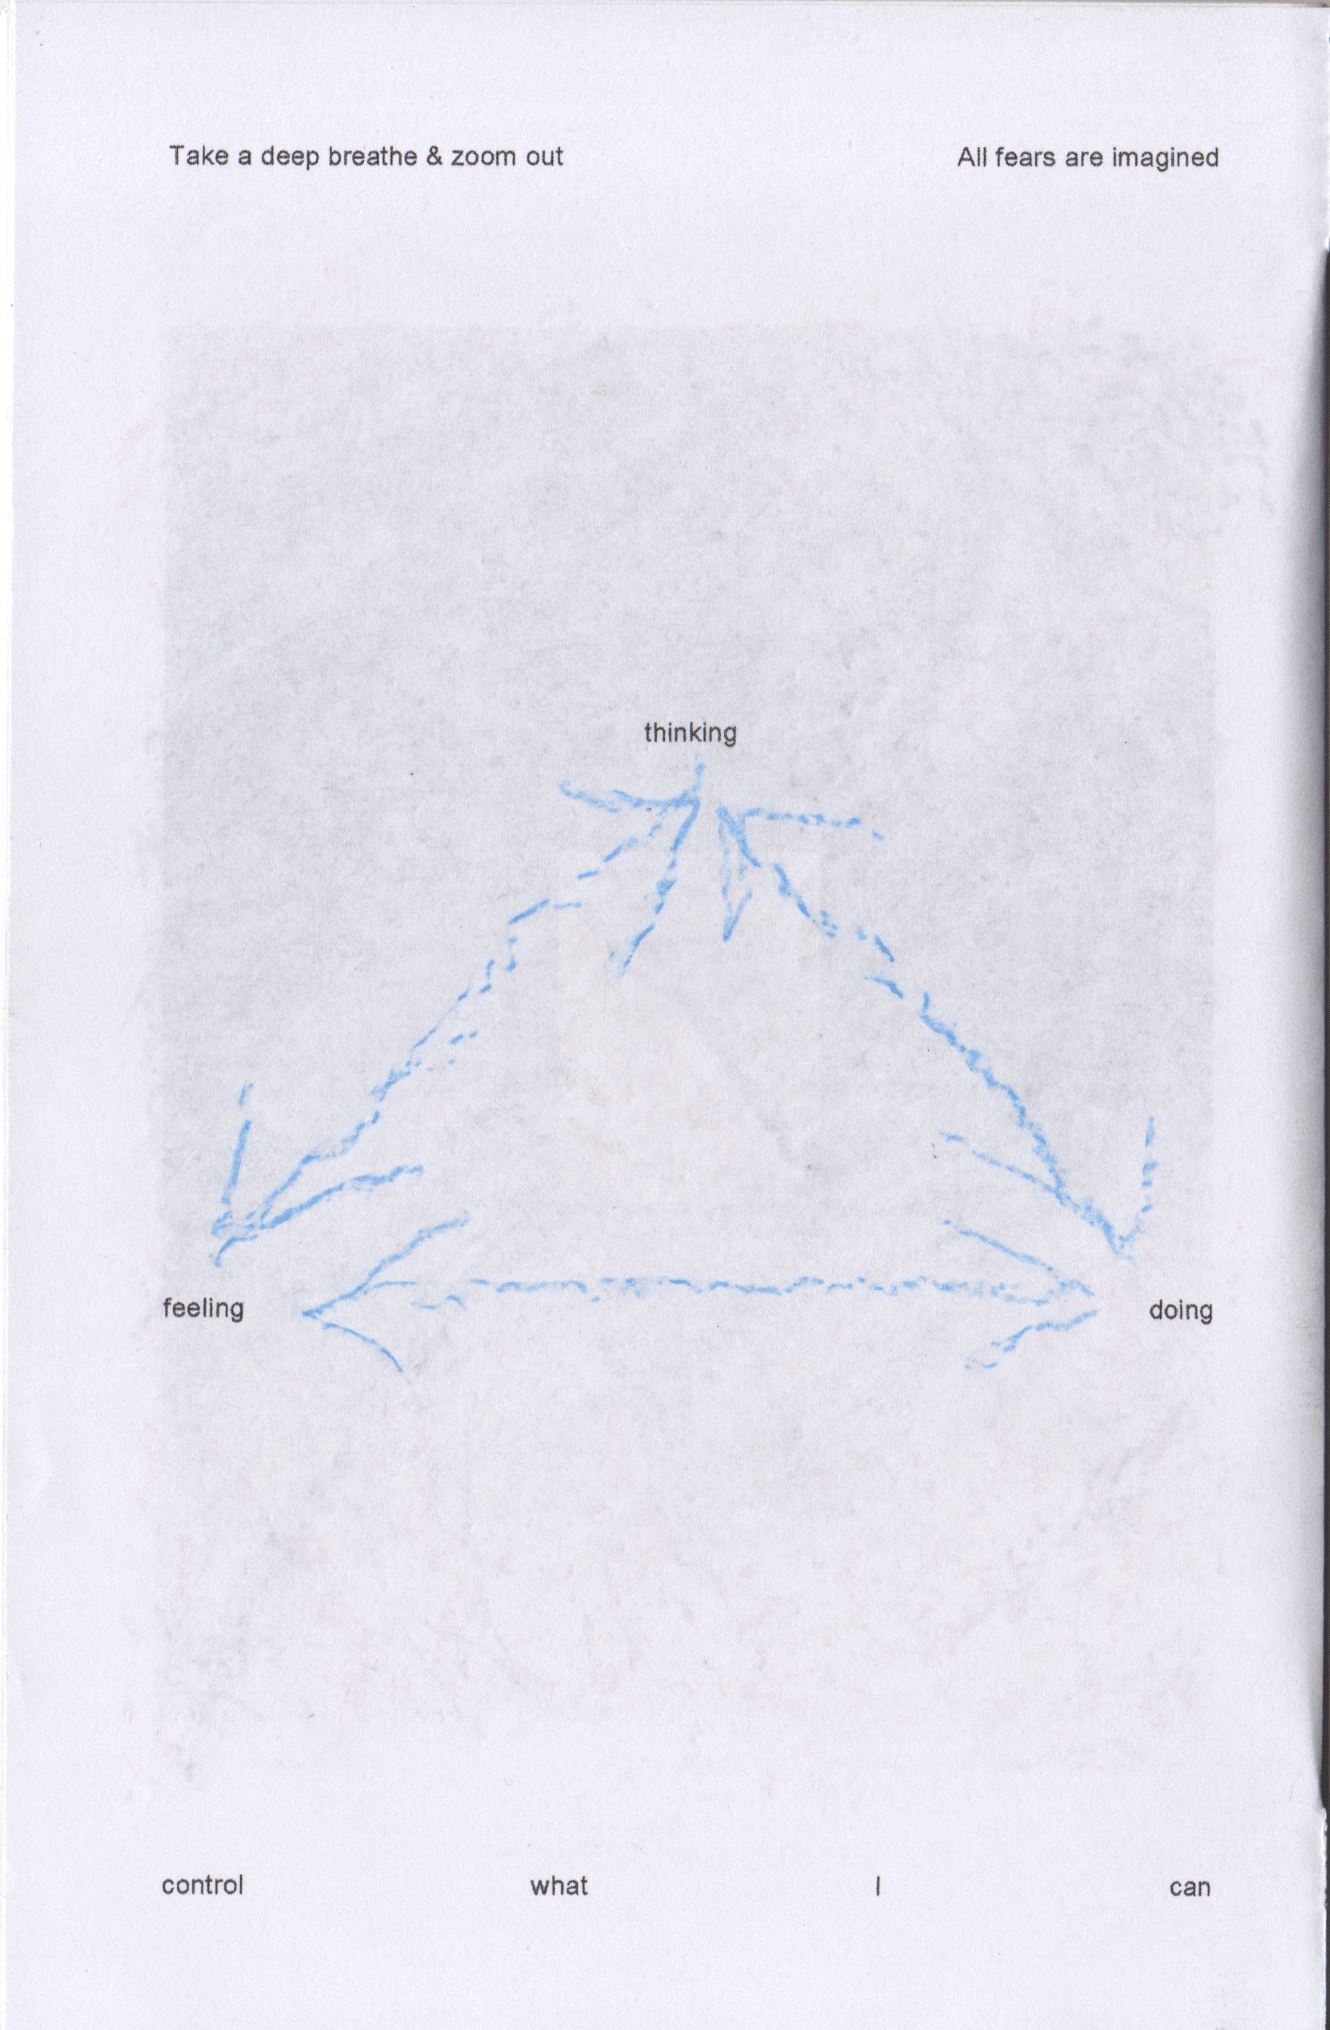 Take a deep breathe & zoom out
All fears are imagined
thinking
feeling
doing
control what I can